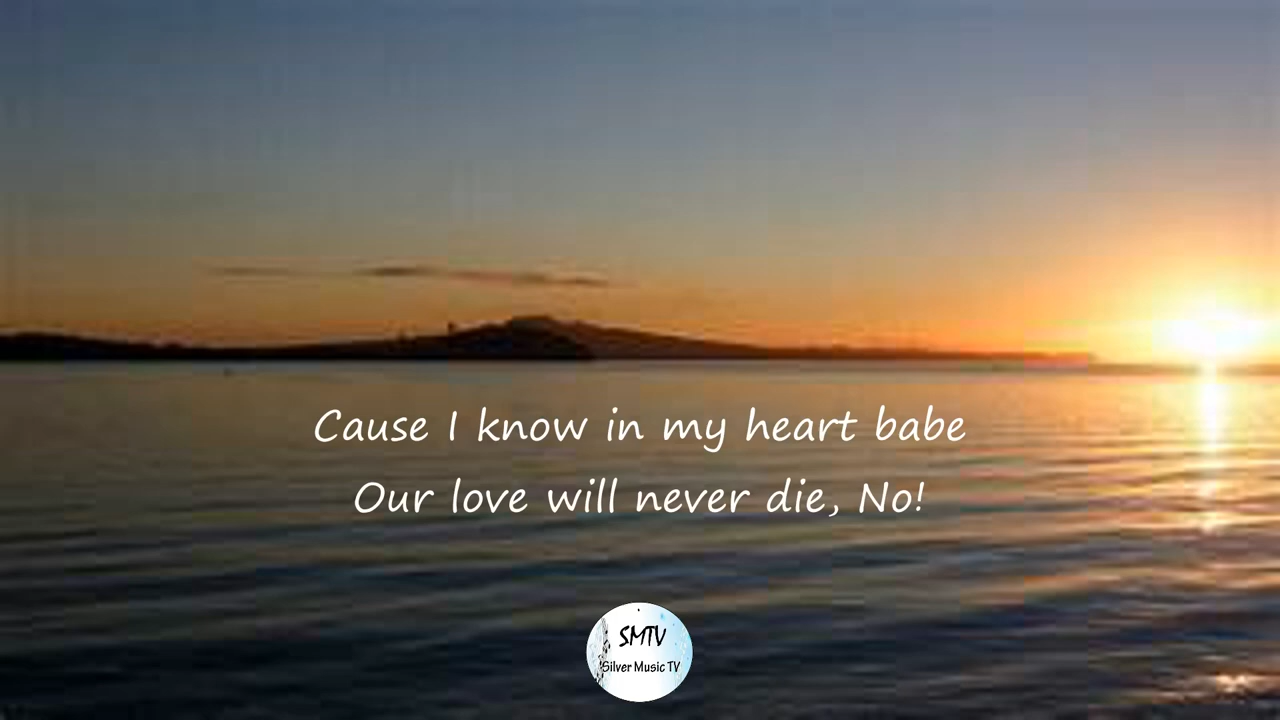 Cause I know in my heart babe
Our love will never die, No!
SMTV
Silver Music TV